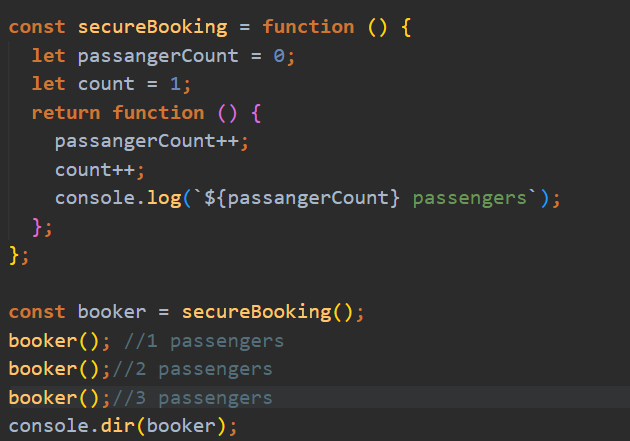 const secureBooking = function () {
let passangerCount = 0;
let count = 1;
return function () {
passangerCount++;
count++;
console.log(`${passangerCount} passengers`);
};
};
const booker = secureBooking();
booker(); //1 passengers
booker();//2 passengers
booker();//3 passengers
console.dir(booker);